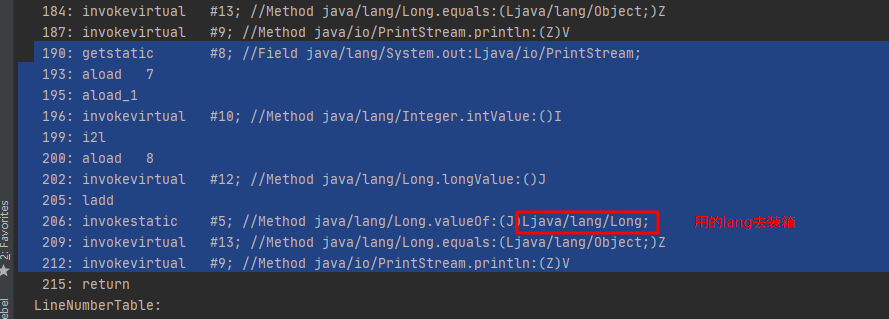 184: invokevirtual #13; //Method java/lang/Long.equals:(Ljava/lang/Object;)Z
187: invokevirtual #9; //Method java/io/PrintStream.println:(Z)V
190: getstatic #8; //Field java/lang/System.out:Ljava/io/PrintStream;
193: aload 7
195: aload_1
196: invokevirtual #10; //Method java/lang/Integer.intValue:()I
199: i2l
200: aload 8
202: invokevirtual #12; //Method java/lang/Long.longValue:()J
205: ladd
206: invokestatic #5; //Method java/lang/Long.valueOf:(J)Ljava/lang/Long; 用的lang去装箱
209: invokevirtual #13; //Method java/lang/Long.equals:(Ljava/lang/Object;)Z
212: invokevirtual #9; //Method java/io/PrintStream.println:(Z)V
215: return
LineNumberTable:
2: Favorites
ebel